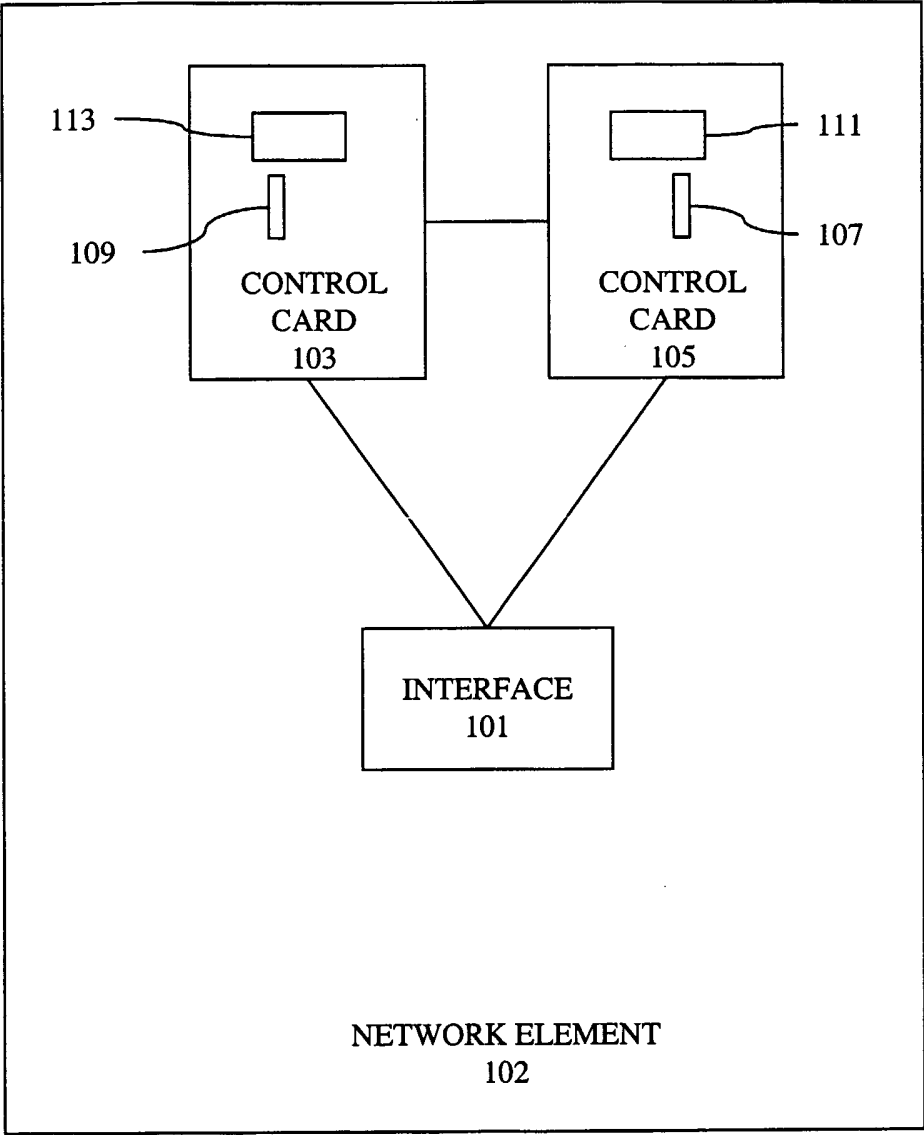 113
111
109
107
CONTROL
CARD
103
CONTROL
CARD
105
INTERFACE
101
NETWORK ELEMENT
102